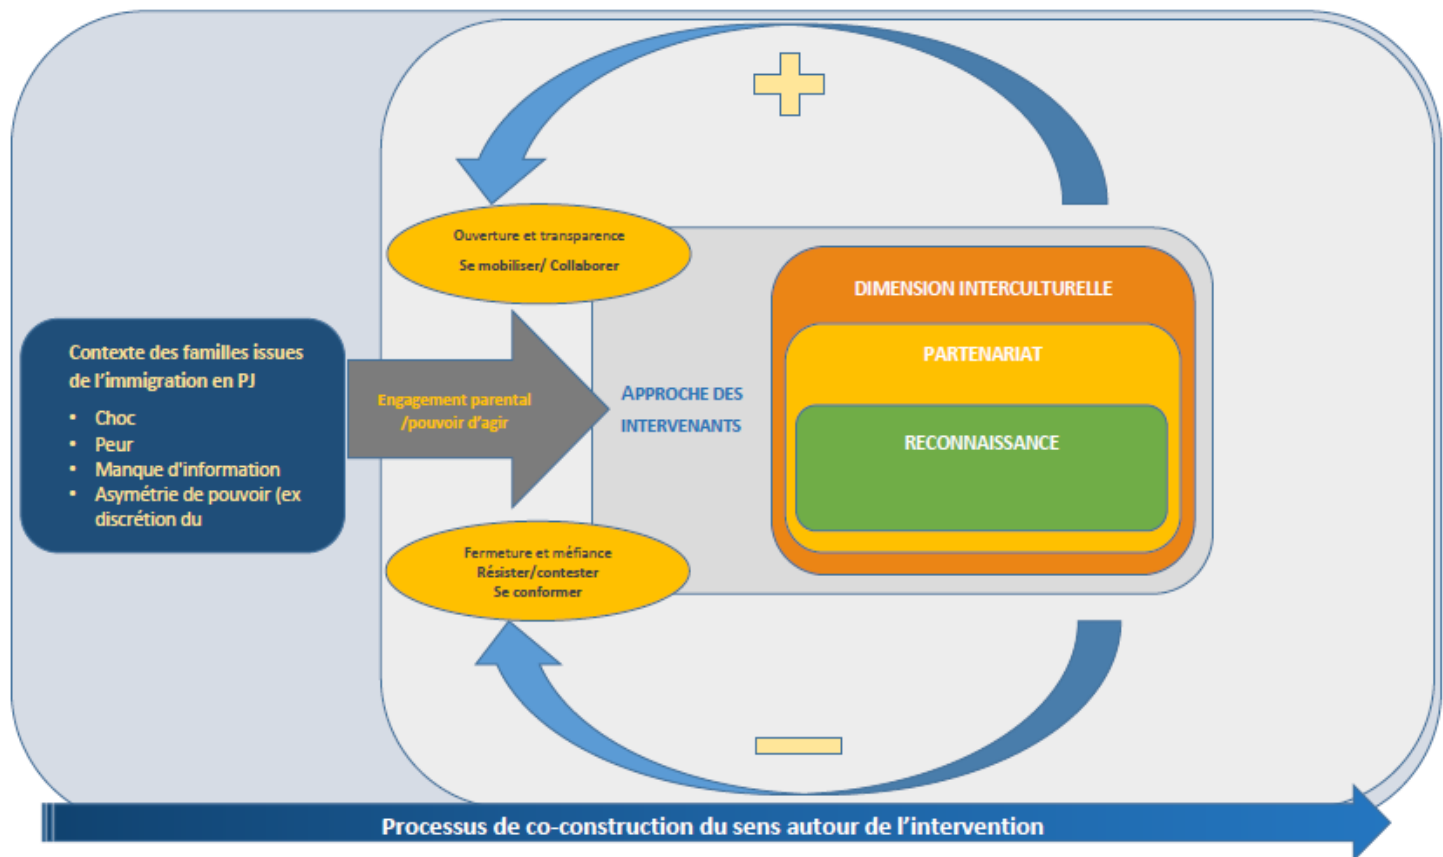 Ouverture et transparence
Se mobiliser/ Collaborer
DIMENSION INTERCULTURELLE
PARTENARIAT
RECONNAISSANCE
Contexte des familles issues
de l'immigration en PJ
• Choc
• Peur
• Manque d'information
• Asymétrie de pouvoir (ex
discrétion du
Engagement parental
/pouvoir d'agir
APPROCHE DES
INTERVENANTS
Fermeture et méfiance
Résister/contester
Se conformer
Processus de co-construction du sens autour de l'intervention